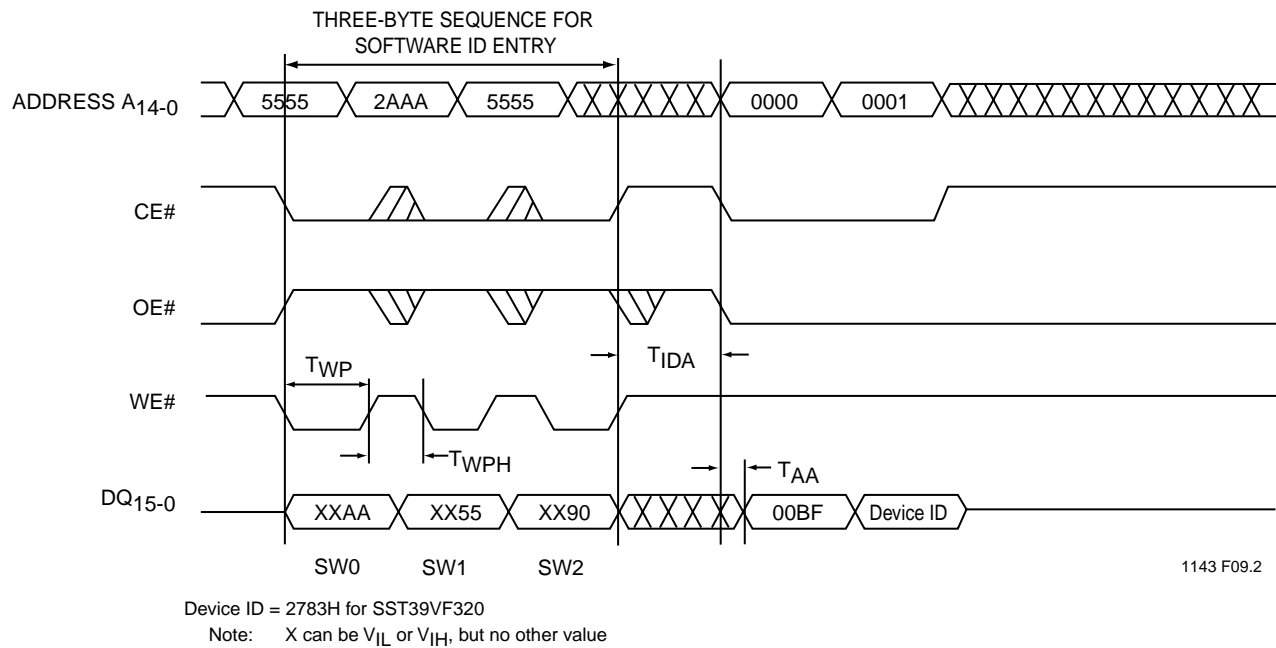 THREE-BYTE SEQUENCE FOR
SOFTWARE ID ENTRY
ADDRESS A14-0
5555 2AAA 5555 0000 0001
CE#
OE#
TWP
TIDA
WE#
TWPH
TAA
DQ15-0
XXAA XX55 XX90 00BF Device ID
SW0 SW1 SW2
1143 F09.2
Device ID = 2783H for SST39VF320
Note: X can be VIL or VIH, but no other value